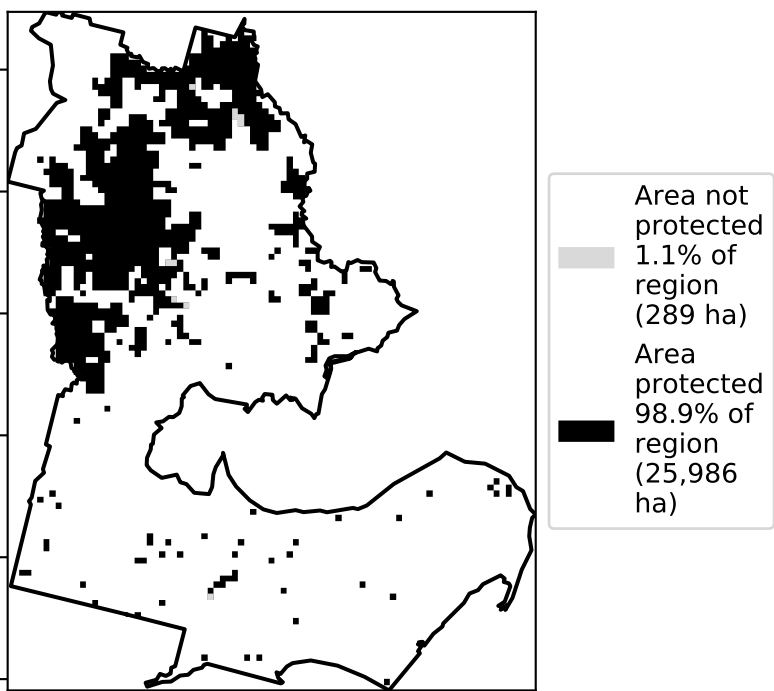 Area not
protected
1.1% of
region
(289 ha)
Area
protected
98.9% of
region
(25,986
ha)